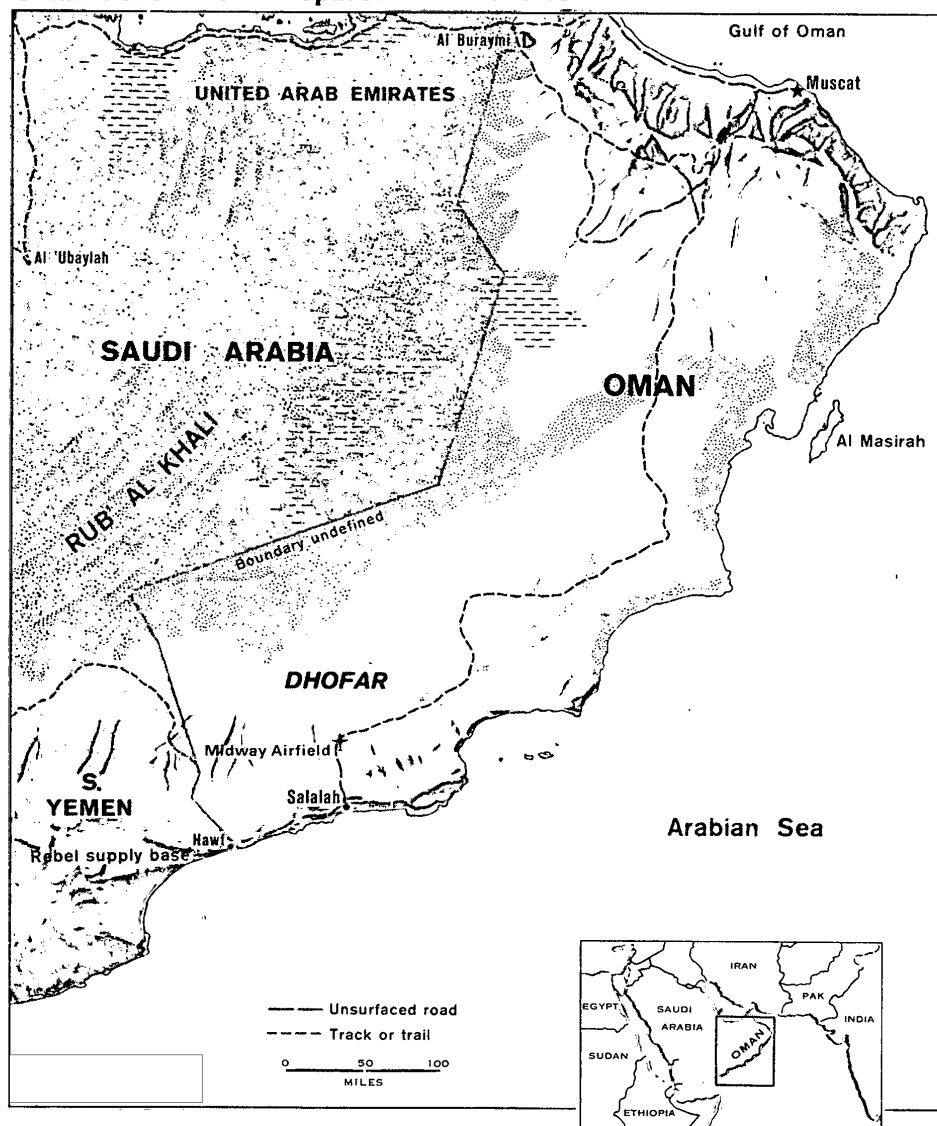 Gulf of Oman
Al Buraymi
Muscat
UNITED ARAB EMIRATES
Al 'Ubaylah
SAUDI ARABIA
OMAN
Al Masirah
RUB' AL KHALI
Boundary undefined
DHOFAR
Midway Airfield
S.
YEMEN
Salalah
Arabian Sea
Hawf
Rebel supply base
Unsurfaced road
Track or trail
0 50 100
MILES
IRAN
EGYPT
SAUDI
ARABIA
PAK
INDIA
OMAN
SUDAN
ETHIOPIA